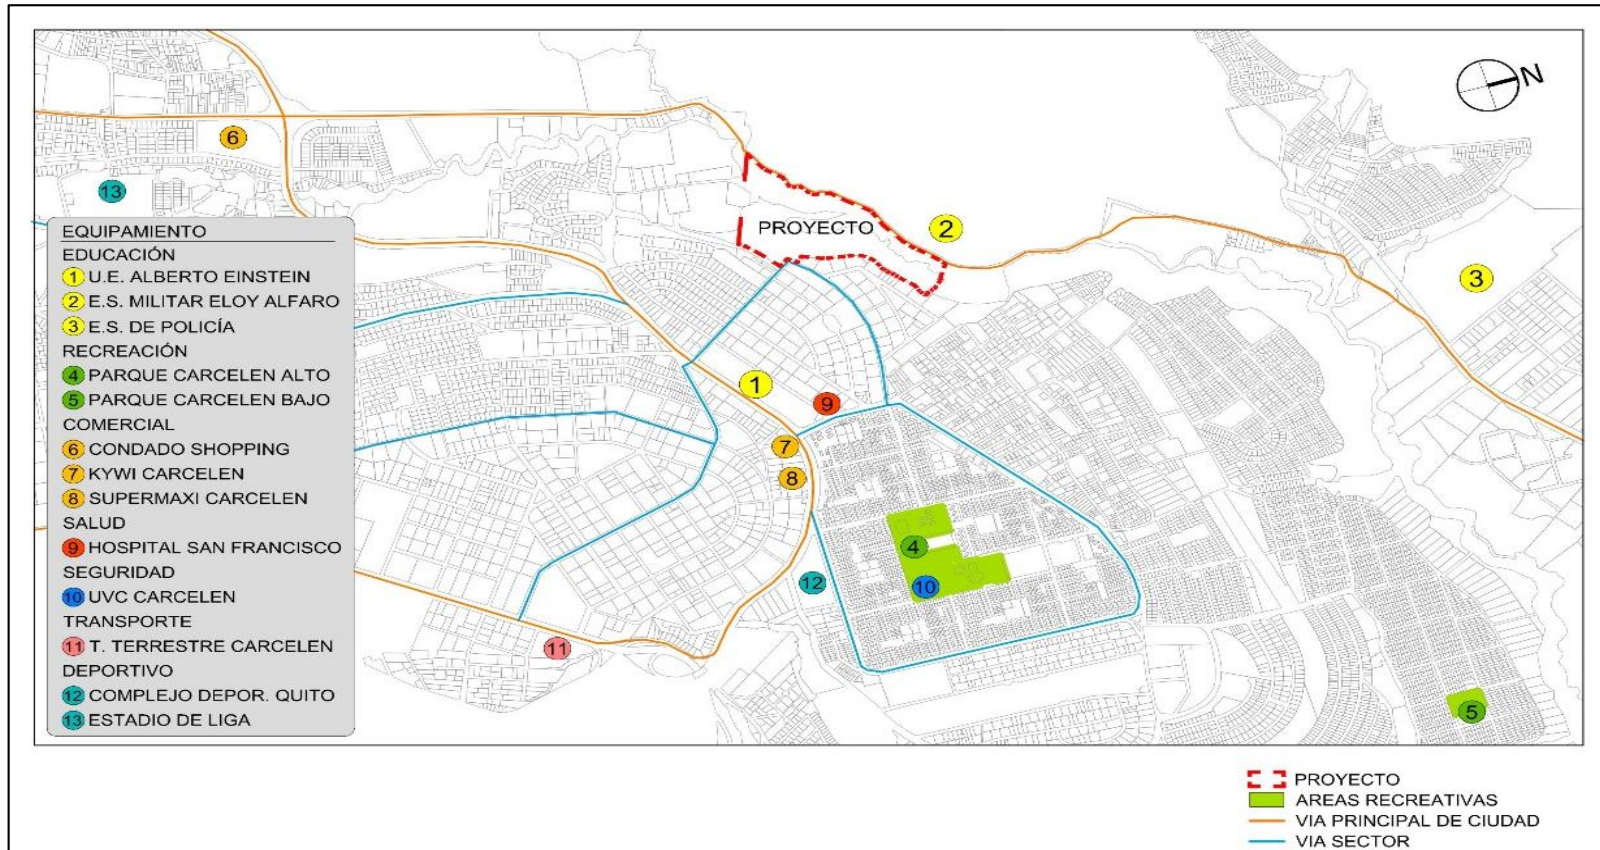 N
6
13
PROYECTO
2
3
1
9
7
8
4
10
12
11
5
EQUIPAMIENTO
EDUCACIÓN
1 U.E. ALBERTO EINSTEIN
2 E.S. MILITAR ELOY ALFARO
3 E.S. DE POLICÍA
RECREACIÓN
4 PARQUE CARCELEN ALTO
5 PARQUE CARCELEN BAJO
COMERCIAL
6 CONDADO SHOPPING
7 KYWI CARCELEN
8 SUPERMAXI CARCELEN
SALUD
9 HOSPITAL SAN FRANCISCO
SEGURIDAD
10 UVC CARCELEN
TRANSPORTE
11 T. TERRESTRE CARCELEN
DEPORTIVO
12 COMPLEJO DEPOR. QUITO
13 ESTADIO DE LIGA
PROYECTO
AREAS RECREATIVAS
VIA PRINCIPAL DE CIUDAD
VIA SECTOR